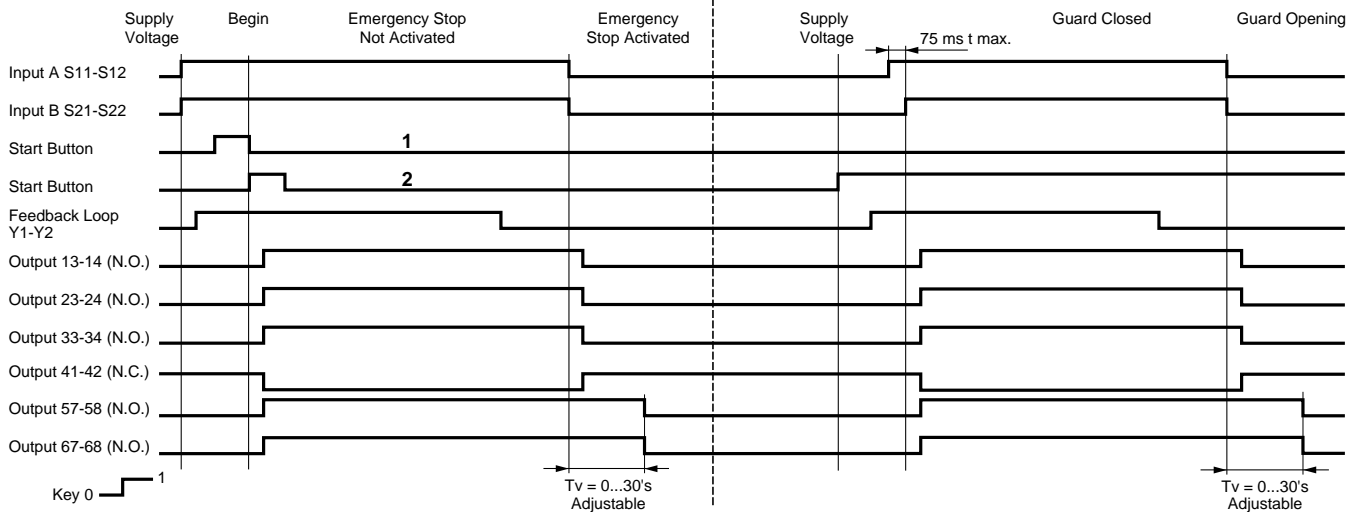 Supply Voltage
Begin
Emergency Stop Not Activated
Emergency Stop Activated
Supply Voltage
Guard Closed
Guard Opening
75 ms t max.
Input A S11-S12
Input B S21-S22
Start Button
1
Start Button
2
Feedback Loop
Y1-Y2
Output 13-14 (N.O.)
Output 23-24 (N.O.)
Output 33-34 (N.O.)
Output 41-42 (N.C.)
Output 57-58 (N.O.)
Output 67-68 (N.O.)
Key 0
1
Tv = 0...30's
Adjustable
Tv = 0...30's
Adjustable